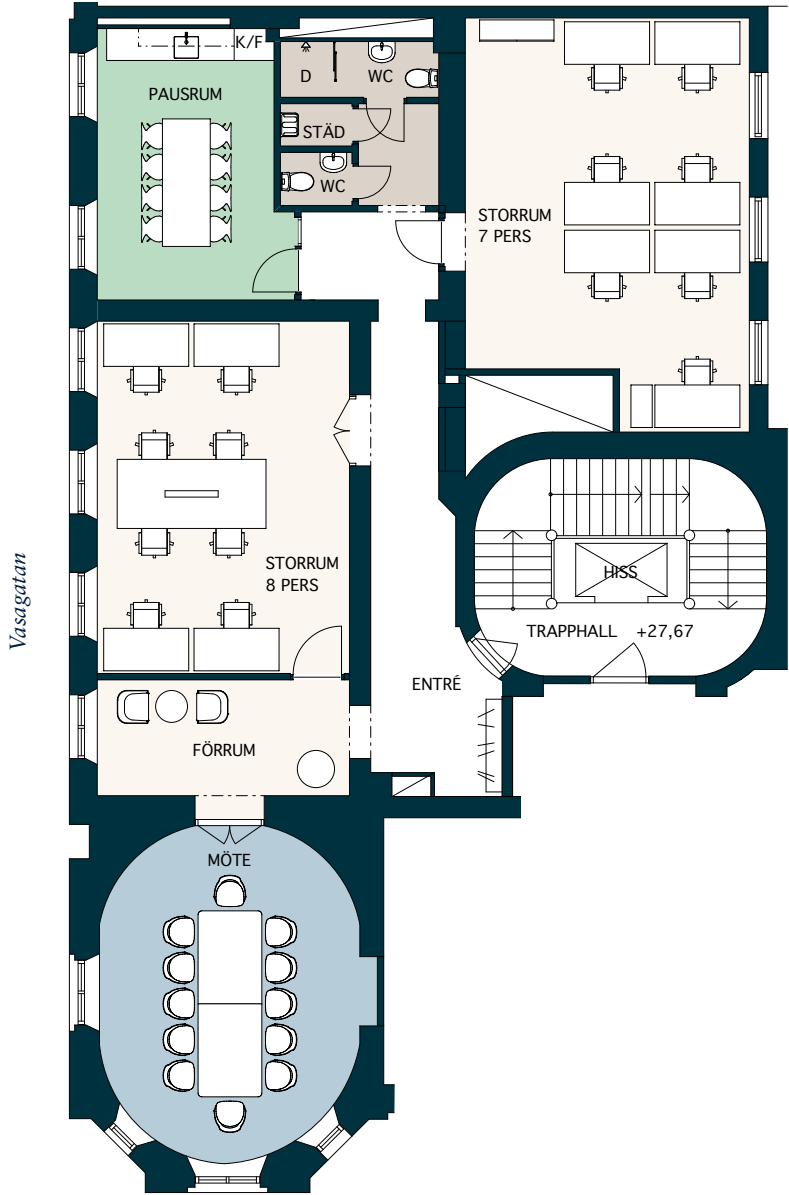 K/F
D
WC
PAUSRUM
STÄD
WC
STORRUM
7 PERS
STORRUM
8 PERS
Vasagatan
HISS
TRAPPHALL +27,67
ENTRÉ
FÖRRUM
MÖTE